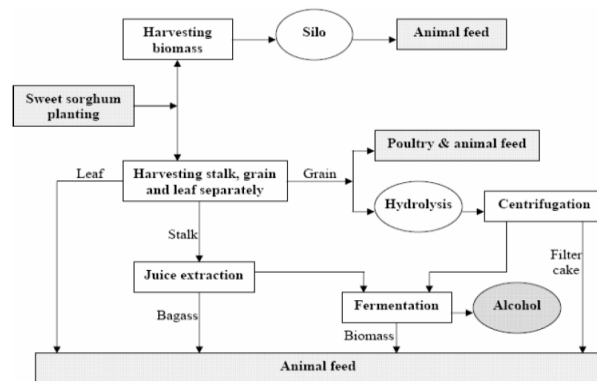 Harvesting
biomass
Silo
Animal feed
Sweet sorghum
planting
Poultry & animal feed
Leaf
Harvesting stalk, grain
and leaf separately
Grain
Hydrolysis
Centrifugation
Stalk
Juice extraction
Filter
cake
Fermentation
Alcohol
Bagass
Biomass
Animal feed